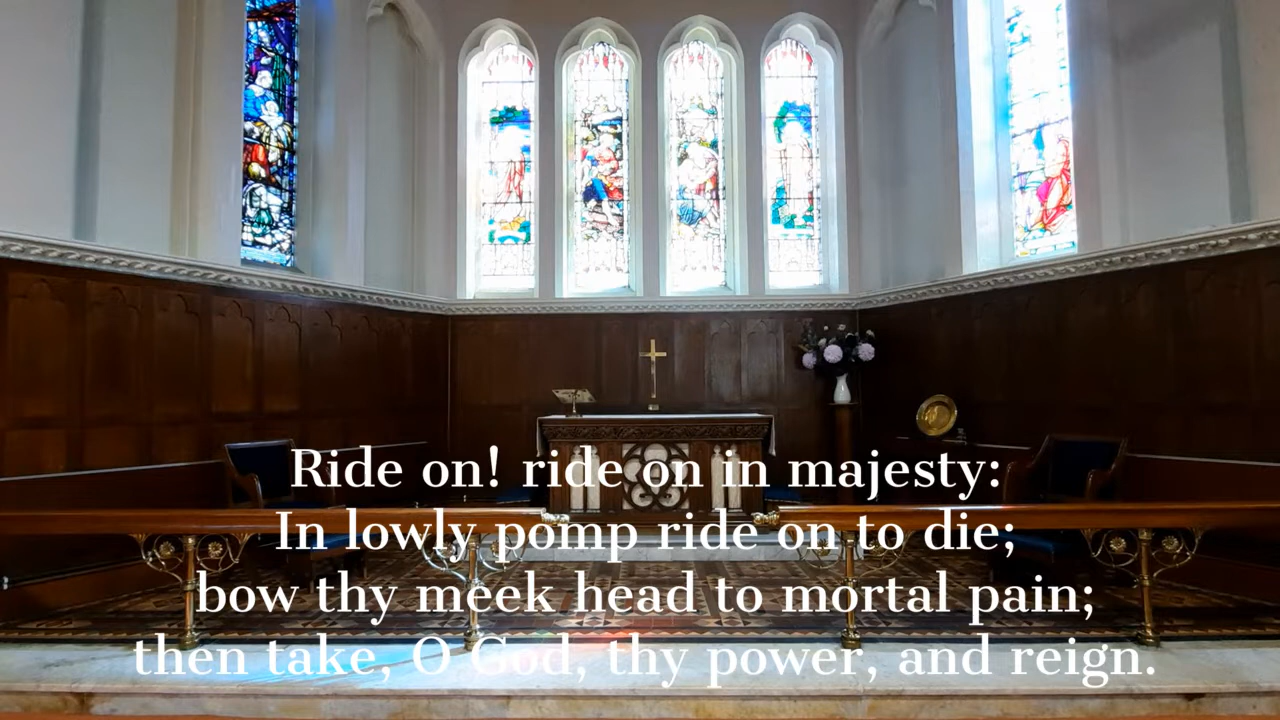 Ride on! ride on in majesty:
In lowly pomp ride on to die;
bow thy meek head to mortal pain;
then take, O God, thy power, and reign.